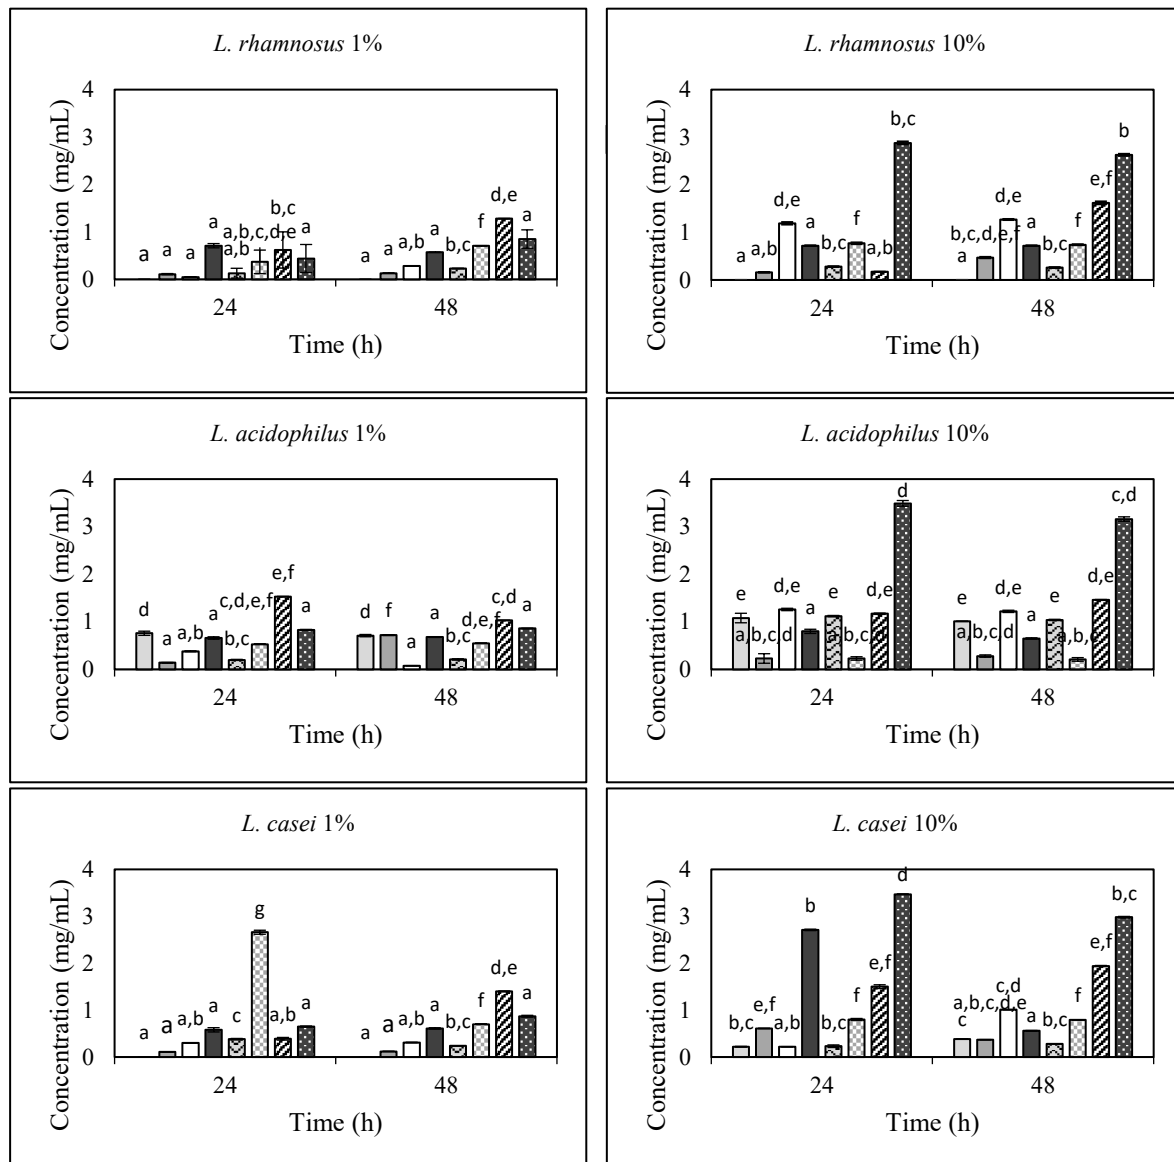 L. rhamnosus 1%
Concentration (mg/mL)
4
3
2
1
0
a
a
a
a
a,b
a,b,c,d,e
b,c
a
a
a
a,b
a
b,c
f
d,e
a
24
48
Time (h)
L. rhamnosus 10%
Concentration (mg/mL)
4
3
2
1
0
a
a,b
d,e
a
b,c
f
a,b
b,c
a
b,c,d,e,f
d,e
a
b,c
f
e,f
b
24
48
Time (h)
L. acidophilus 1%
Concentration (mg/mL)
4
3
2
1
0
d
a
a,b
a
b,c
c,d,e,f
e,f
a
d
f
a
a
b,c
d,e,f
c,d
a
24
48
Time (h)
L. acidophilus 10%
Concentration (mg/mL)
4
3
2
1
0
e
a,b,c,d
d,e
a
e
a,b,c,d
d,e
d
e
a,b,c,d
d,e
a
e
a,b,c
d,e
c,d
24
48
Time (h)
L. casei 1%
Concentration (mg/mL)
4
3
2
1
0
a
a
a,b
a
c
g
a,b
a
a
a
a,b
a
b,c
f
d,e
a
24
48
Time (h)
L. casei 10%
Concentration (mg/mL)
4
3
2
1
0
b,c
e,f
a,b
b
b,c
f
e,f
d
c
a,b,c,d,e
c,d
a
b,c
f
e,f
b,c
24
48
Time (h)